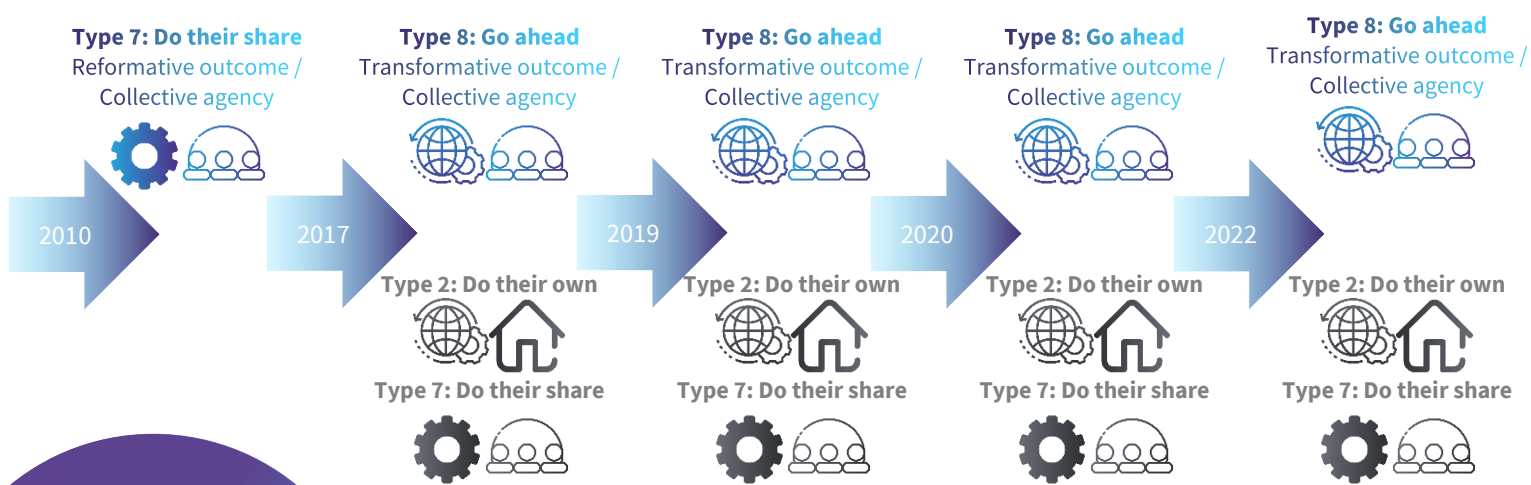 Type 7: Do their share
Reformative outcome /
Collective agency
2010
Type 8: Go ahead
Transformative outcome /
Collective agency
2017
Type 2: Do their own
Type 7: Do their share
Type 8: Go ahead
Transformative outcome /
Collective agency
2019
Type 2: Do their own
Type 7: Do their share
Type 8: Go ahead
Transformative outcome /
Collective agency
2020
Type 2: Do their own
Type 7: Do their share
Type 8: Go ahead
Transformative outcome /
Collective agency
2022
Type 2: Do their own
Type 7: Do their share